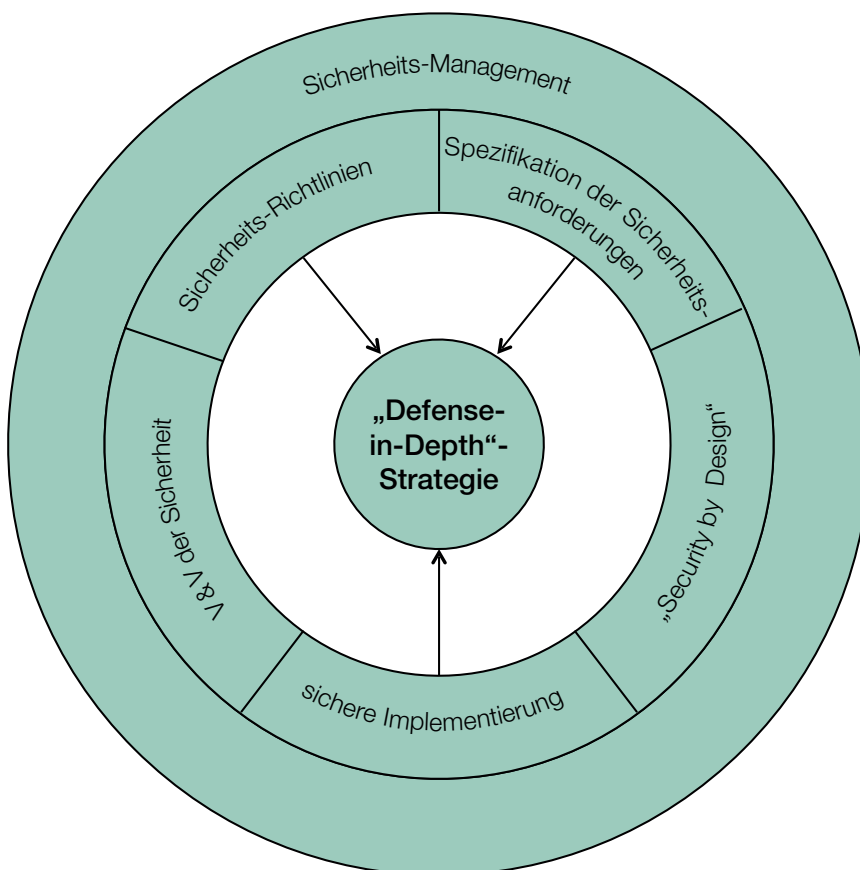 Sicherheits-Management
Sicherheits-Richtlinien
Spezifikation der Sicherheits-
anforderungen
„Defense-
in-Depth“-
Strategie
V & V der Sicherheit
„Security by Design“
sichere Implementierung